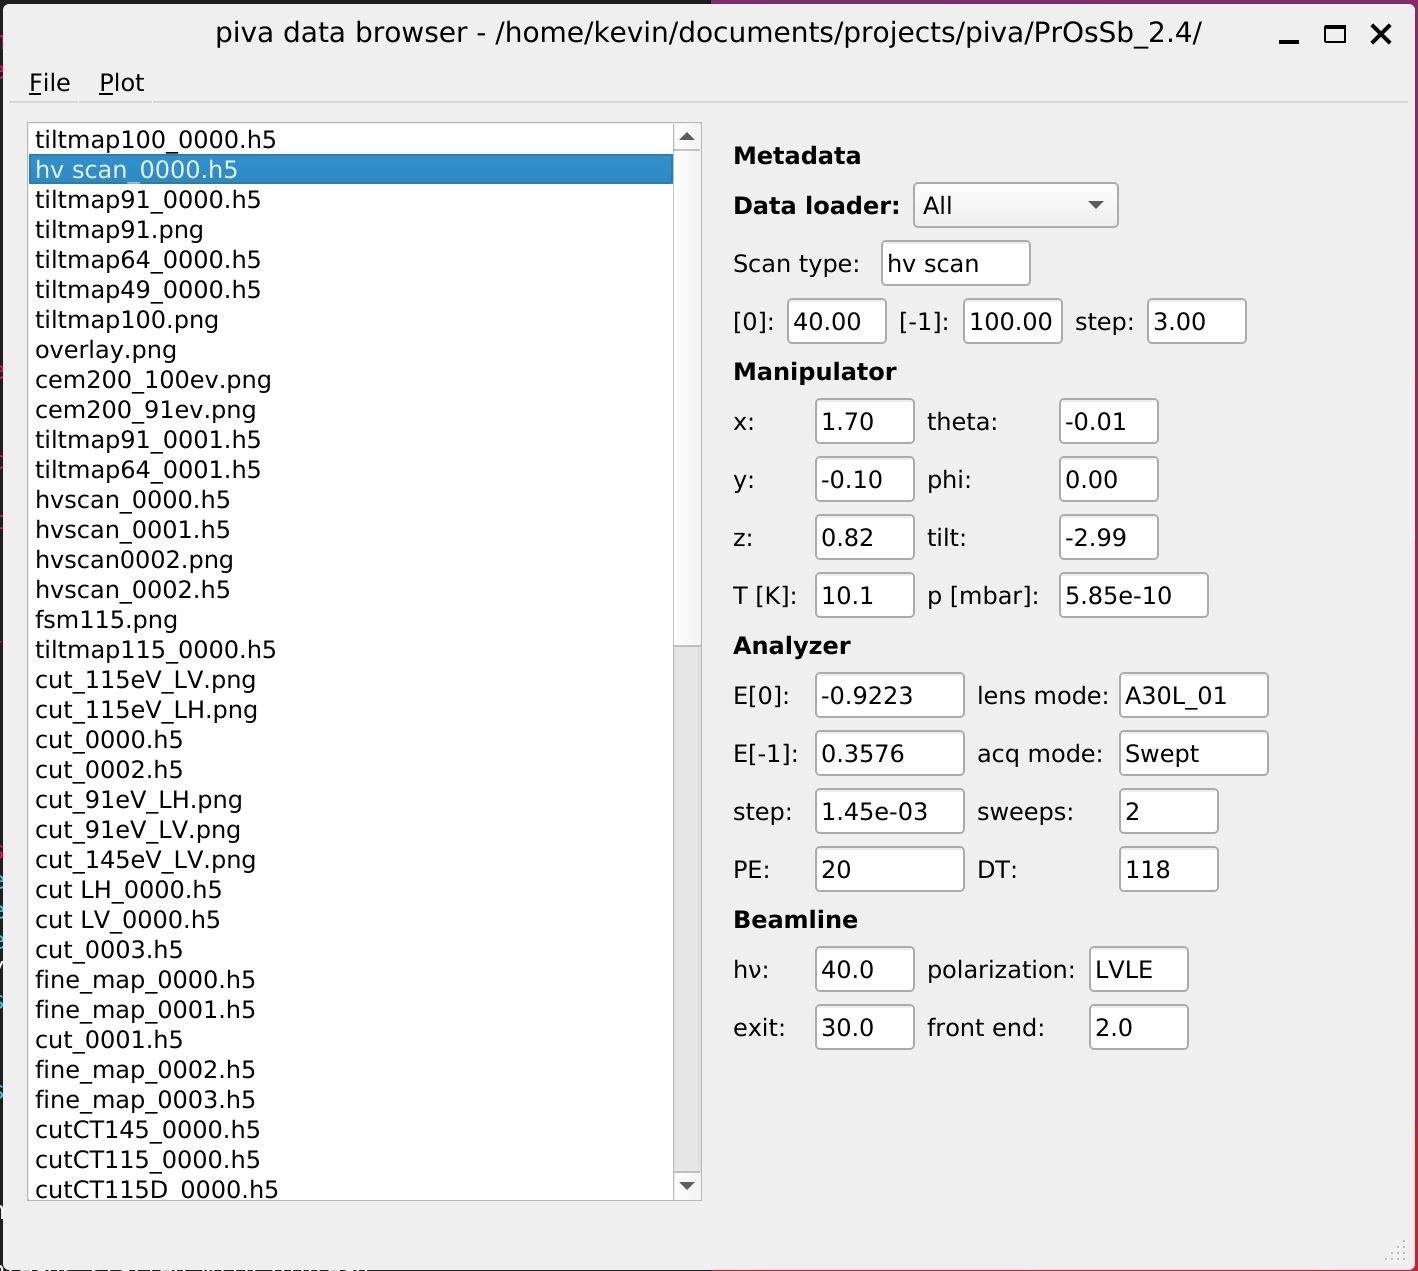 piva data browser - /home/kevin/documents/projects/piva/PrOsSb_2.4/
File Plot
tiltmap100_0000.h5
hv scan_0000.h5
tiltmap91_0000.h5
tiltmap91.png
tiltmap64_0000.h5
tiltmap49_0000.h5
tiltmap100.png
overlay.png
cem200_100ev.png
cem200_91ev.png
tiltmap91_0001.h5
tiltmap64_0001.h5
hvscan_0000.h5
hvscan_0001.h5
hvscan0002.png
hvscan_0002.h5
fsm115.png
tiltmap115_0000.h5
cut_115eV_LV.png
cut_115eV_LH.png
cut_0000.h5
cut_0002.h5
cut_91eV_LH.png
cut_91eV_LV.png
cut_145eV_LV.png
cut LH_0000.h5
cut LV_0000.h5
cut_0003.h5
fine_map_0000.h5
fine_map_0001.h5
cut_0001.h5
fine_map_0002.h5
fine_map_0003.h5
cutCT145_0000.h5
cutCT115_0000.h5
cutCT115D_0000.h5
Metadata
Data loader: All
Scan type: hv scan
[0]: 40.00 [-1]: 100.00 step: 3.00
Manipulator
x: 1.70 theta: -0.01
y: -0.10 phi: 0.00
z: 0.82 tilt: -2.99
T [K]: 10.1 p [mbar]: 5.85e-10
Analyzer
E[0]: -0.9223 lens mode: A30L_01
E[-1]: 0.3576 acq mode: Swept
step: 1.45e-03 sweeps: 2
PE: 20 DT: 118
Beamline
hν: 40.0 polarization: LVLE
exit: 30.0 front end: 2.0